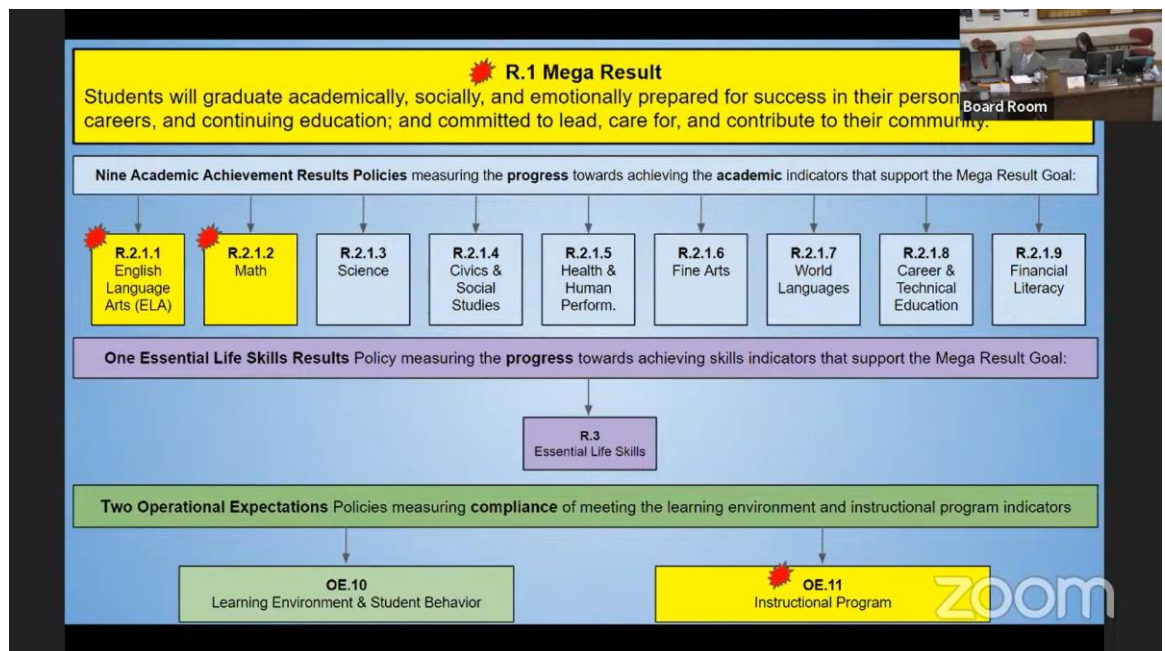 R.1 Mega Result
Students will graduate academically, socially, and emotionally prepared for success in their person
careers, and continuing education; and committed to lead, care for, and contribute to their community.
Board Room
Nine Academic Achievement Results Policies measuring the progress towards achieving the academic indicators that support the Mega Result Goal:
R.2.1.1
English
Language
Arts (ELA)
R.2.1.2
Math
R.2.1.3
Science
R.2.1.4
Civics &
Social
Studies
R.2.1.5
Health &
Human
Perform.
R.2.1.6
Fine Arts
R.2.1.7
World
Languages
R.2.1.8
Career &
Technical
Education
R.2.1.9
Financial
Literacy
One Essential Life Skills Results Policy measuring the progress towards achieving skills indicators that support the Mega Result Goal:
R.3
Essential Life Skills
Two Operational Expectations Policies measuring compliance of meeting the learning environment and instructional program indicators
OE.10
Learning Environment & Student Behavior
OE.11
Instructional Program
zoom